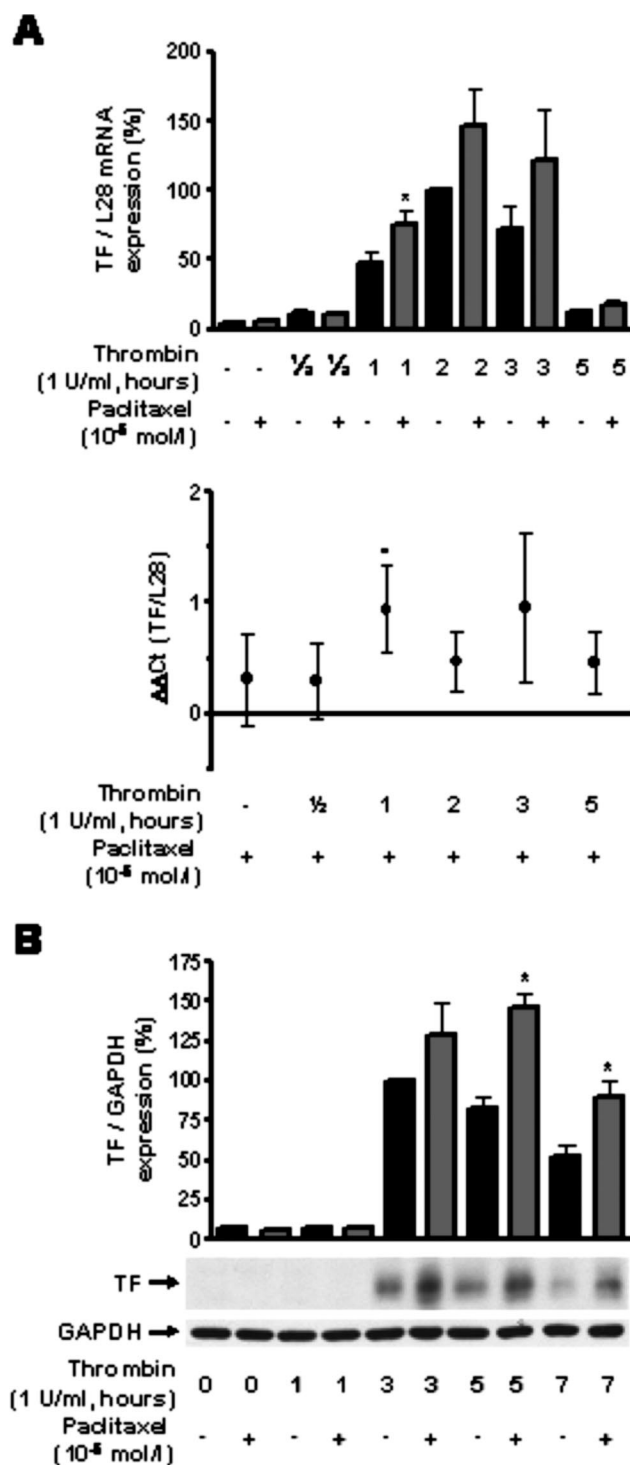 A
TF / L28 mRNA
expression (%)
200
150
100
50
0
Thrombin
(1 U/ml, hours)
- - ½ ½ 1 1 2 2 3 3 5 5
Paclitaxel
(10⁻⁵ mol/l)
- + - + - + - + - + - +
*
ΔΔCt (TF/L28)
2
1
0
Thrombin
(1 U/ml, hours)
- ½ 1 2 3 5
Paclitaxel
(10⁻⁵ mol/l)
+ + + + + +
B
TF / GAPDH
expression (%)
175
150
125
100
75
50
25
0
* *
TF
GAPDH
Thrombin
(1 U/ml, hours)
0 0 1 1 3 3 5 5 7 7
Paclitaxel
(10⁻⁵ mol/l)
- + - + - + - + - +